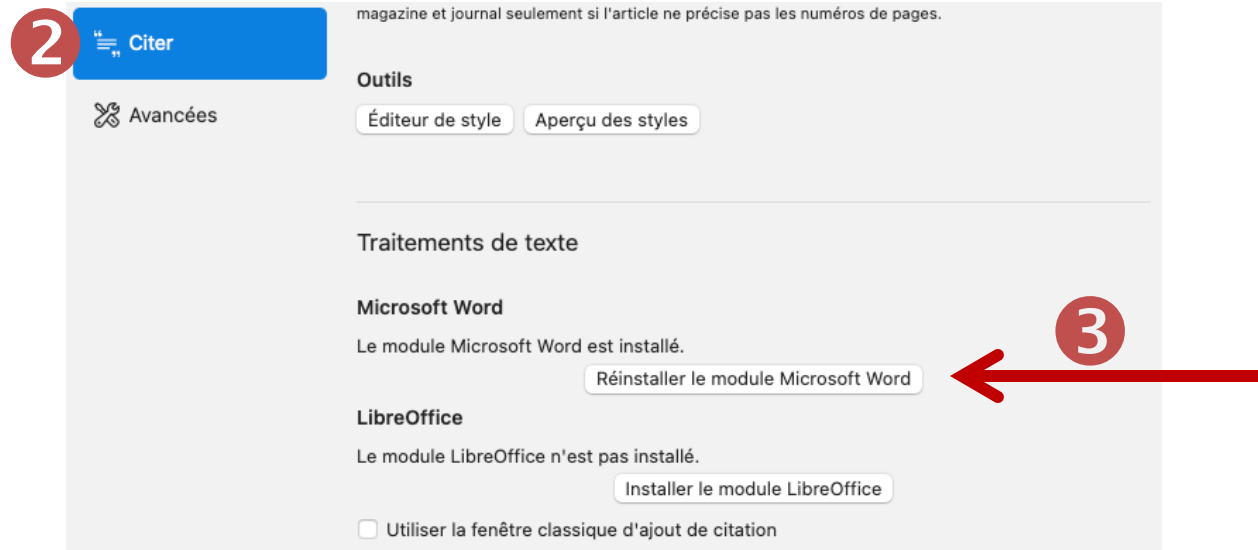 magazine et journal seulement si l'article ne précise pas les numéros de pages.
2
Citer
Avancées
Outils
Éditeur de style Aperçu des styles
Traitements de texte
Microsoft Word
Le module Microsoft Word est installé.
3
Réinstaller le module Microsoft Word
LibreOffice
Le module LibreOffice n'est pas installé.
Installer le module LibreOffice
Utiliser la fenêtre classique d'ajout de citation